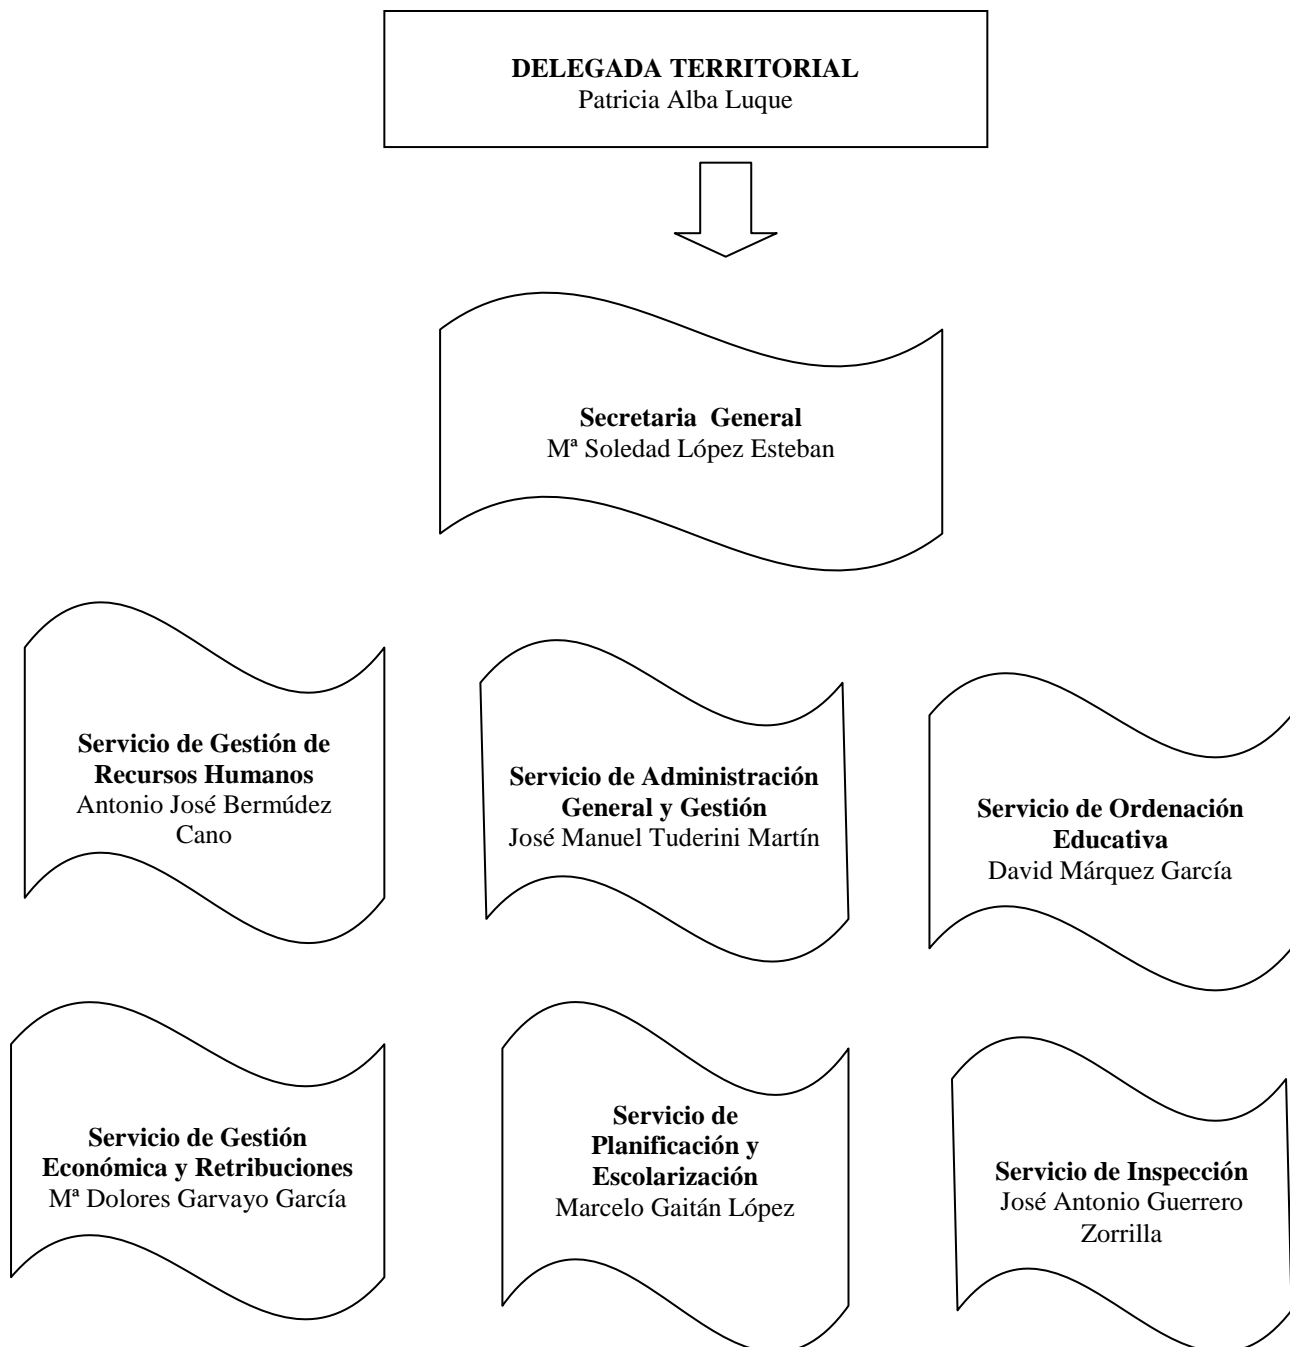 DELEGADA TERRITORIAL
Patricia Alba Luque
Secretaria  General
Mª Soledad López Esteban
Servicio de Gestión de
Recursos Humanos
Antonio José Bermúdez
Cano
Servicio de Administración
General y Gestión
José Manuel Tuderini Martín
Servicio de Ordenación
Educativa
David Márquez García
Servicio de Gestión
Económica y Retribuciones
Mª Dolores Garvayo García
Servicio de
Planificación y
Escolarización
Marcelo Gaitán López
Servicio de Inspección
José Antonio Guerrero
Zorrilla